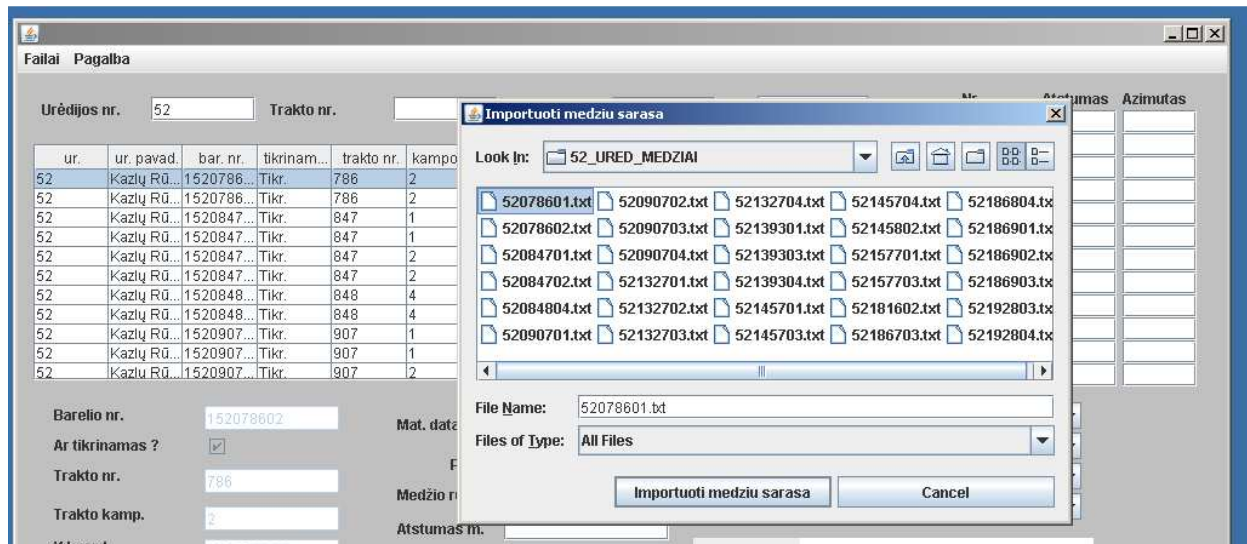 Failai Pagalba
Urėdijos nr. 52 Trakto nr. Nr. Atstumas Azimutas
ur. ur. pavad. bar. nr. tikrinam... trakto nr. kampo
52 Kazlų Rū... 1520786... Tikr. 786 2
52 Kazlų Rū... 1520786... Tikr. 786 2
52 Kazlų Rū... 1520847... Tikr. 847 1
52 Kazlų Rū... 1520847... Tikr. 847 1
52 Kazlų Rū... 1520847... Tikr. 847 2
52 Kazlų Rū... 1520847... Tikr. 847 2
52 Kazlų Rū... 1520848... Tikr. 848 4
52 Kazlų Rū... 1520848... Tikr. 848 4
52 Kazlų Rū... 1520907... Tikr. 907 1
52 Kazlų Rū... 1520907... Tikr. 907 1
52 Kazlų Rū... 1520907... Tikr. 907 2
Importuoti medziu sarasa
Look In: 52_URED_MEDZIAI
52078601.txt 52090702.txt 52132704.txt 52145704.txt 52186804.tx
52078602.txt 52090703.txt 52139301.txt 52145802.txt 52186901.tx
52084701.txt 52090704.txt 52139303.txt 52157701.txt 52186902.tx
52084702.txt 52132701.txt 52139304.txt 52157703.txt 52186903.tx
52084804.txt 52132702.txt 52145701.txt 52181602.txt 52192803.tx
52090701.txt 52132703.txt 52145703.txt 52186703.txt 52192804.tx
File Name: 52078601.txt
Files of Type: All Files
Importuoti medziu sarasa Cancel
Barelio nr. 152078602
Mat. data
Ar tikrinamas ?
Trakto nr. 786
Medžio r
Trakto kamp. 2
Atstumas m.